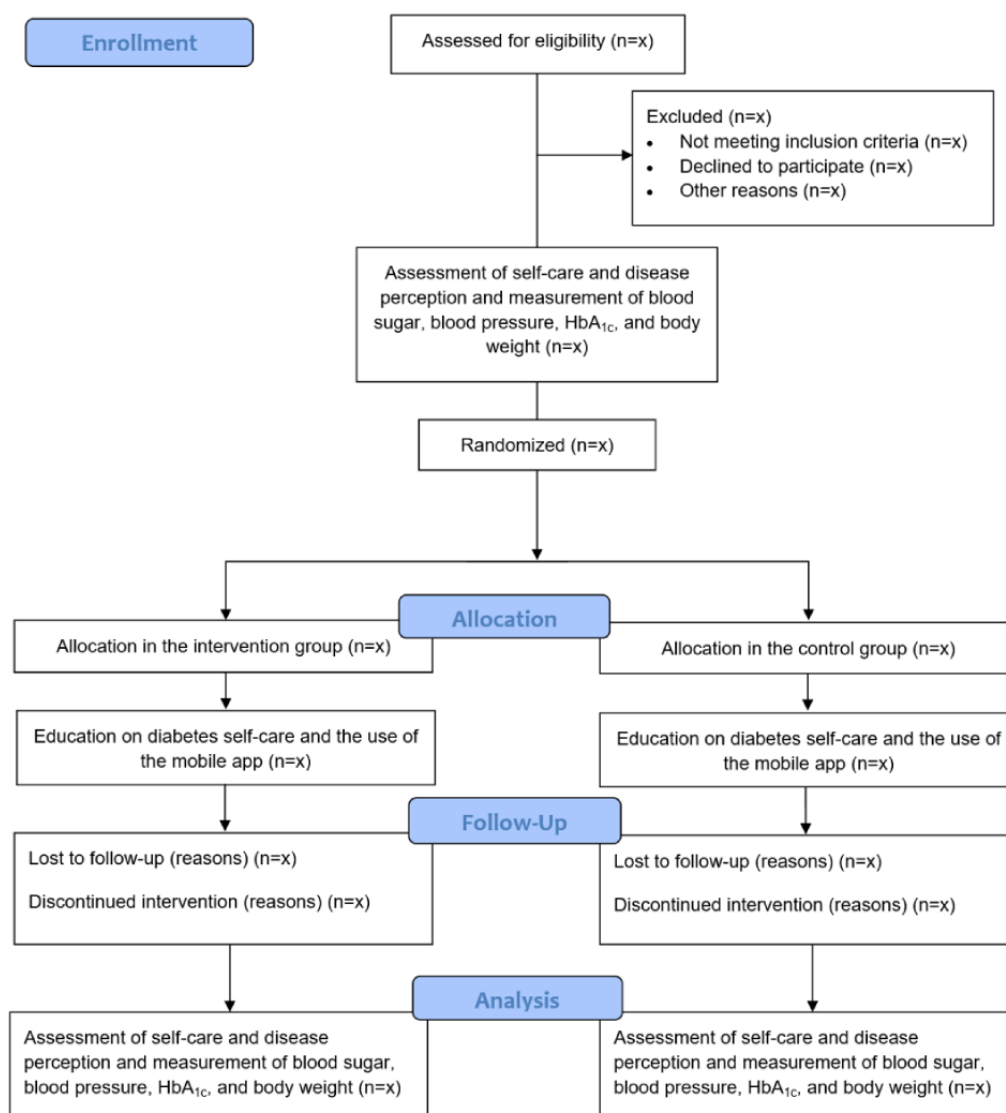 Enrollment
Assessed for eligibility (n=x)
Excluded (n=x)
• Not meeting inclusion criteria (n=x)
• Declined to participate (n=x)
• Other reasons (n=x)
Assessment of self-care and disease
perception and measurement of blood
sugar, blood pressure, HbA1c, and body
weight (n=x)
Randomized (n=x)
Allocation
Allocation in the intervention group (n=x)
Allocation in the control group (n=x)
Education on diabetes self-care and the use of
the mobile app (n=x)
Education on diabetes self-care and the use of
the mobile app (n=x)
Follow-Up
Lost to follow-up (reasons) (n=x)
Discontinued intervention (reasons) (n=x)
Lost to follow-up (reasons) (n=x)
Discontinued intervention (reasons) (n=x)
Analysis
Assessment of self-care and disease
perception and measurement of blood sugar,
blood pressure, HbA1c, and body weight (n=x)
Assessment of self-care and disease
perception and measurement of blood sugar,
blood pressure, HbA1c, and body weight (n=x)